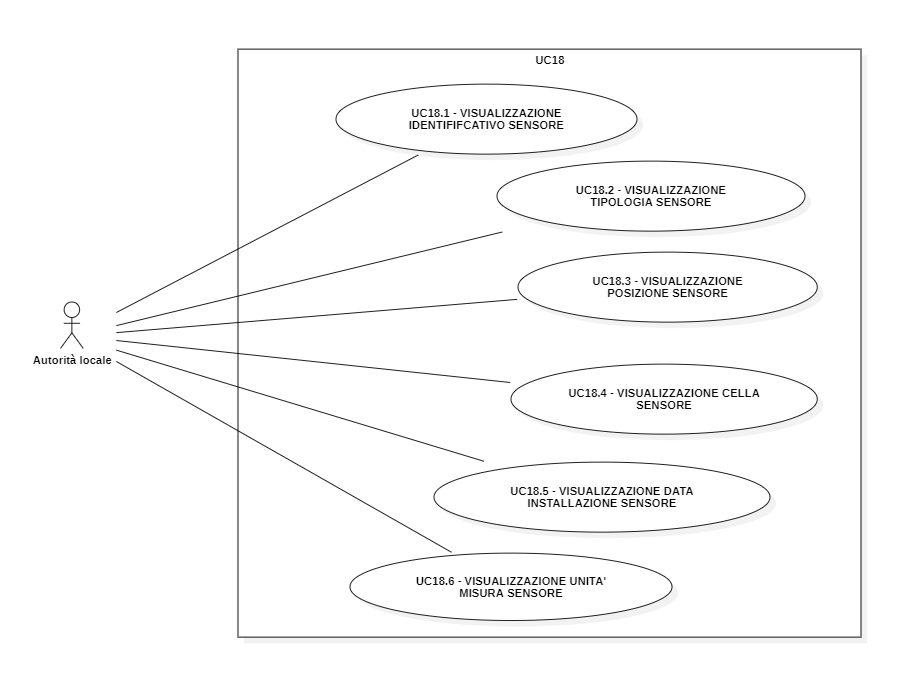 UC18
UC18.1 - VISUALIZZAZIONE
IDENTIFIFCATIVO SENSORE
UC18.2 - VISUALIZZAZIONE
TIPOLOGIA SENSORE
UC18.3 - VISUALIZZAZIONE
POSIZIONE SENSORE
Autorità locale
UC18.4 - VISUALIZZAZIONE CELLA
SENSORE
UC18.5 - VISUALIZZAZIONE DATA
INSTALLAZIONE SENSORE
UC18.6 - VISUALIZZAZIONE UNITA'
MISURA SENSORE